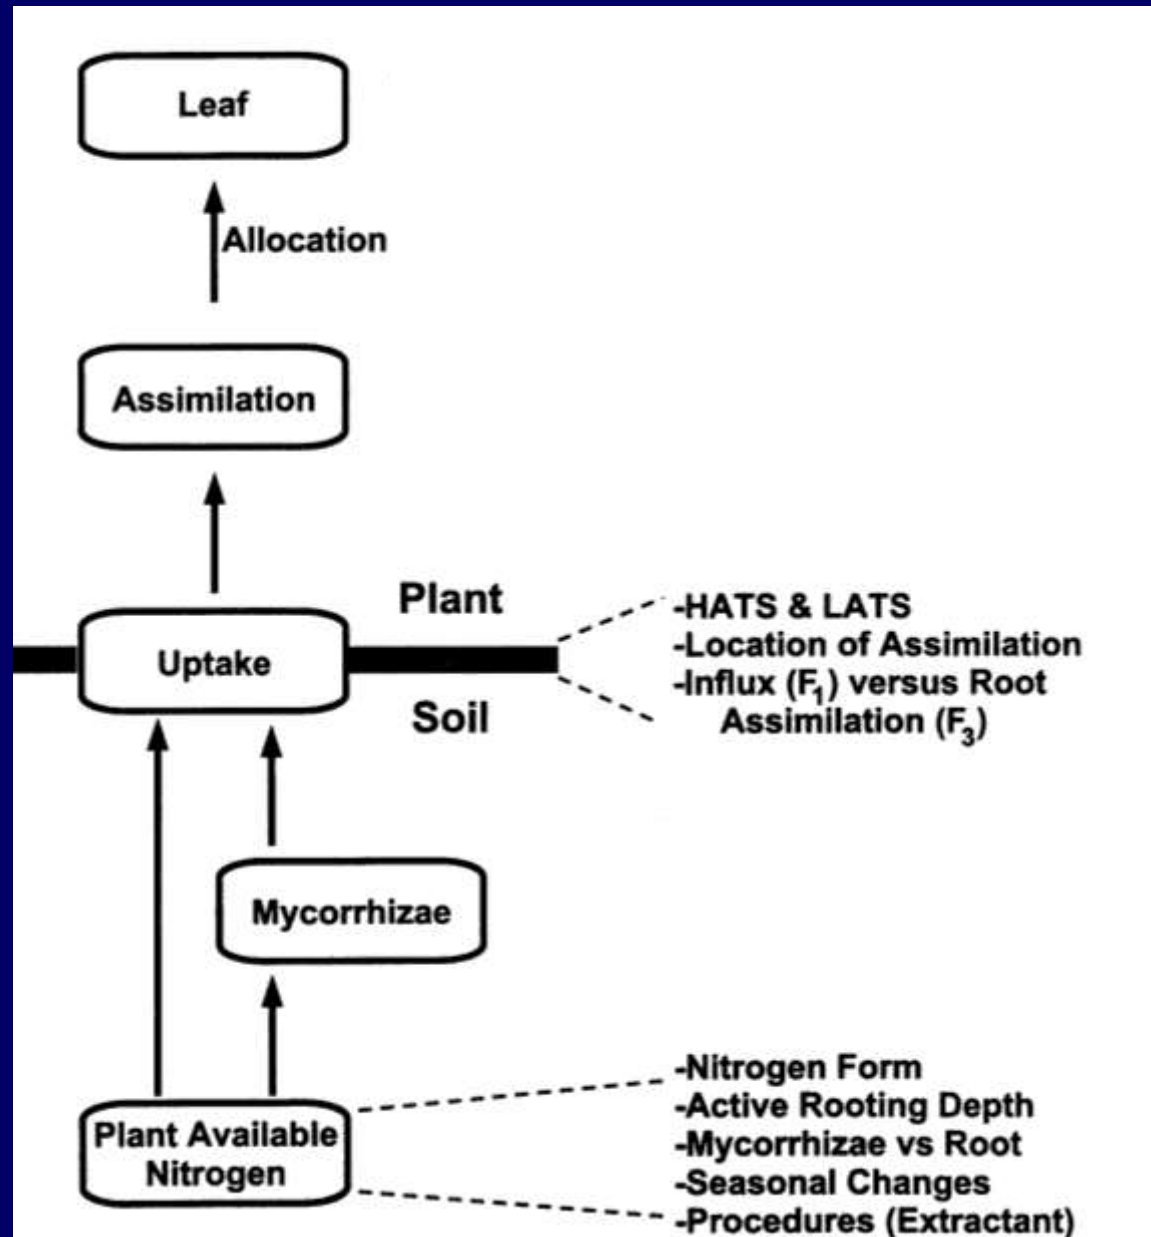 Leaf
Allocation
Assimilation
Plant
Uptake
Soil
-HATS & LATS
-Location of Assimilation
-Influx (F₁) versus Root
Assimilation (F₃)
Mycorrhizae
Plant Available
Nitrogen
-Nitrogen Form
-Active Rooting Depth
-Mycorrhizae vs Root
-Seasonal Changes
-Procedures (Extractant)